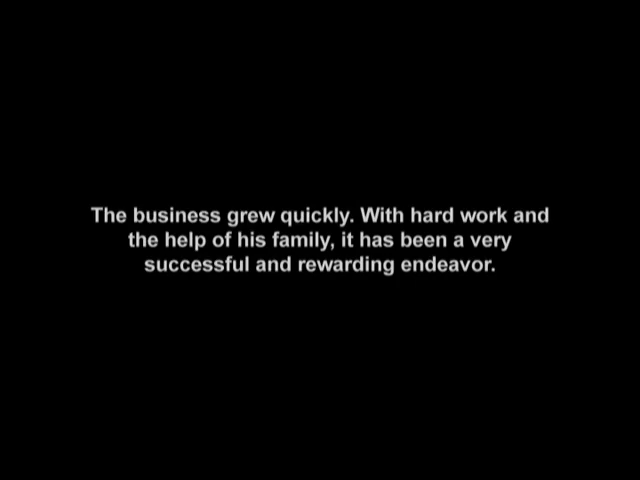 The business grew quickly. With hard work and
the help of his family, it has been a very
successful and rewarding endeavor.